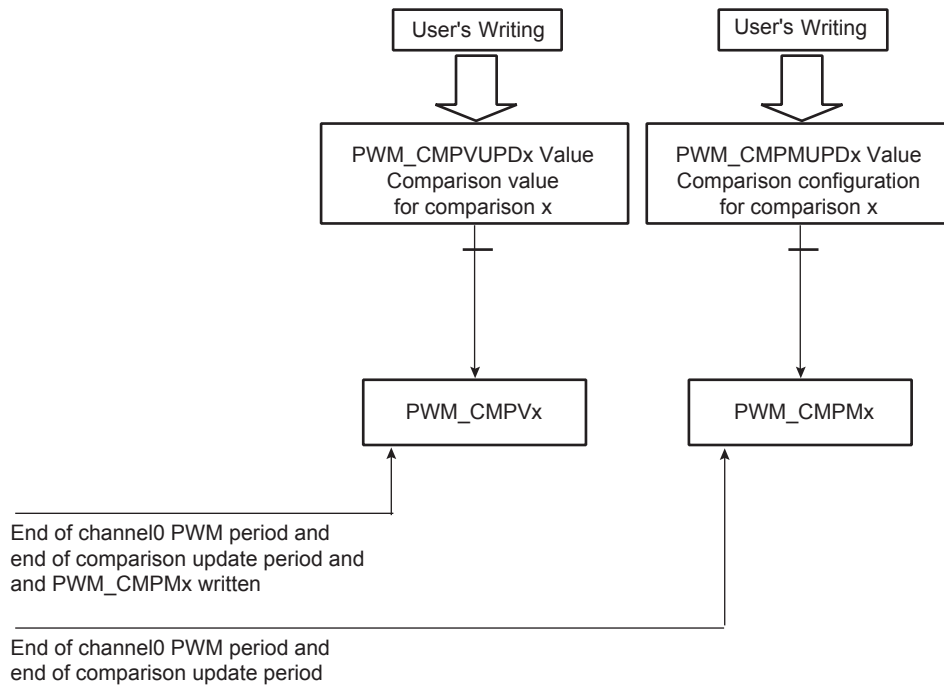 User's Writing
User's Writing
PWM_CMPVUPDx Value
Comparison value
for comparison x
PWM_CMPMUPDx Value
Comparison configuration
for comparison x
PWM_CMPVx
PWM_CMPMx
End of channel0 PWM period and
end of comparison update period and
and PWM_CMPMx written
End of channel0 PWM period and
end of comparison update period